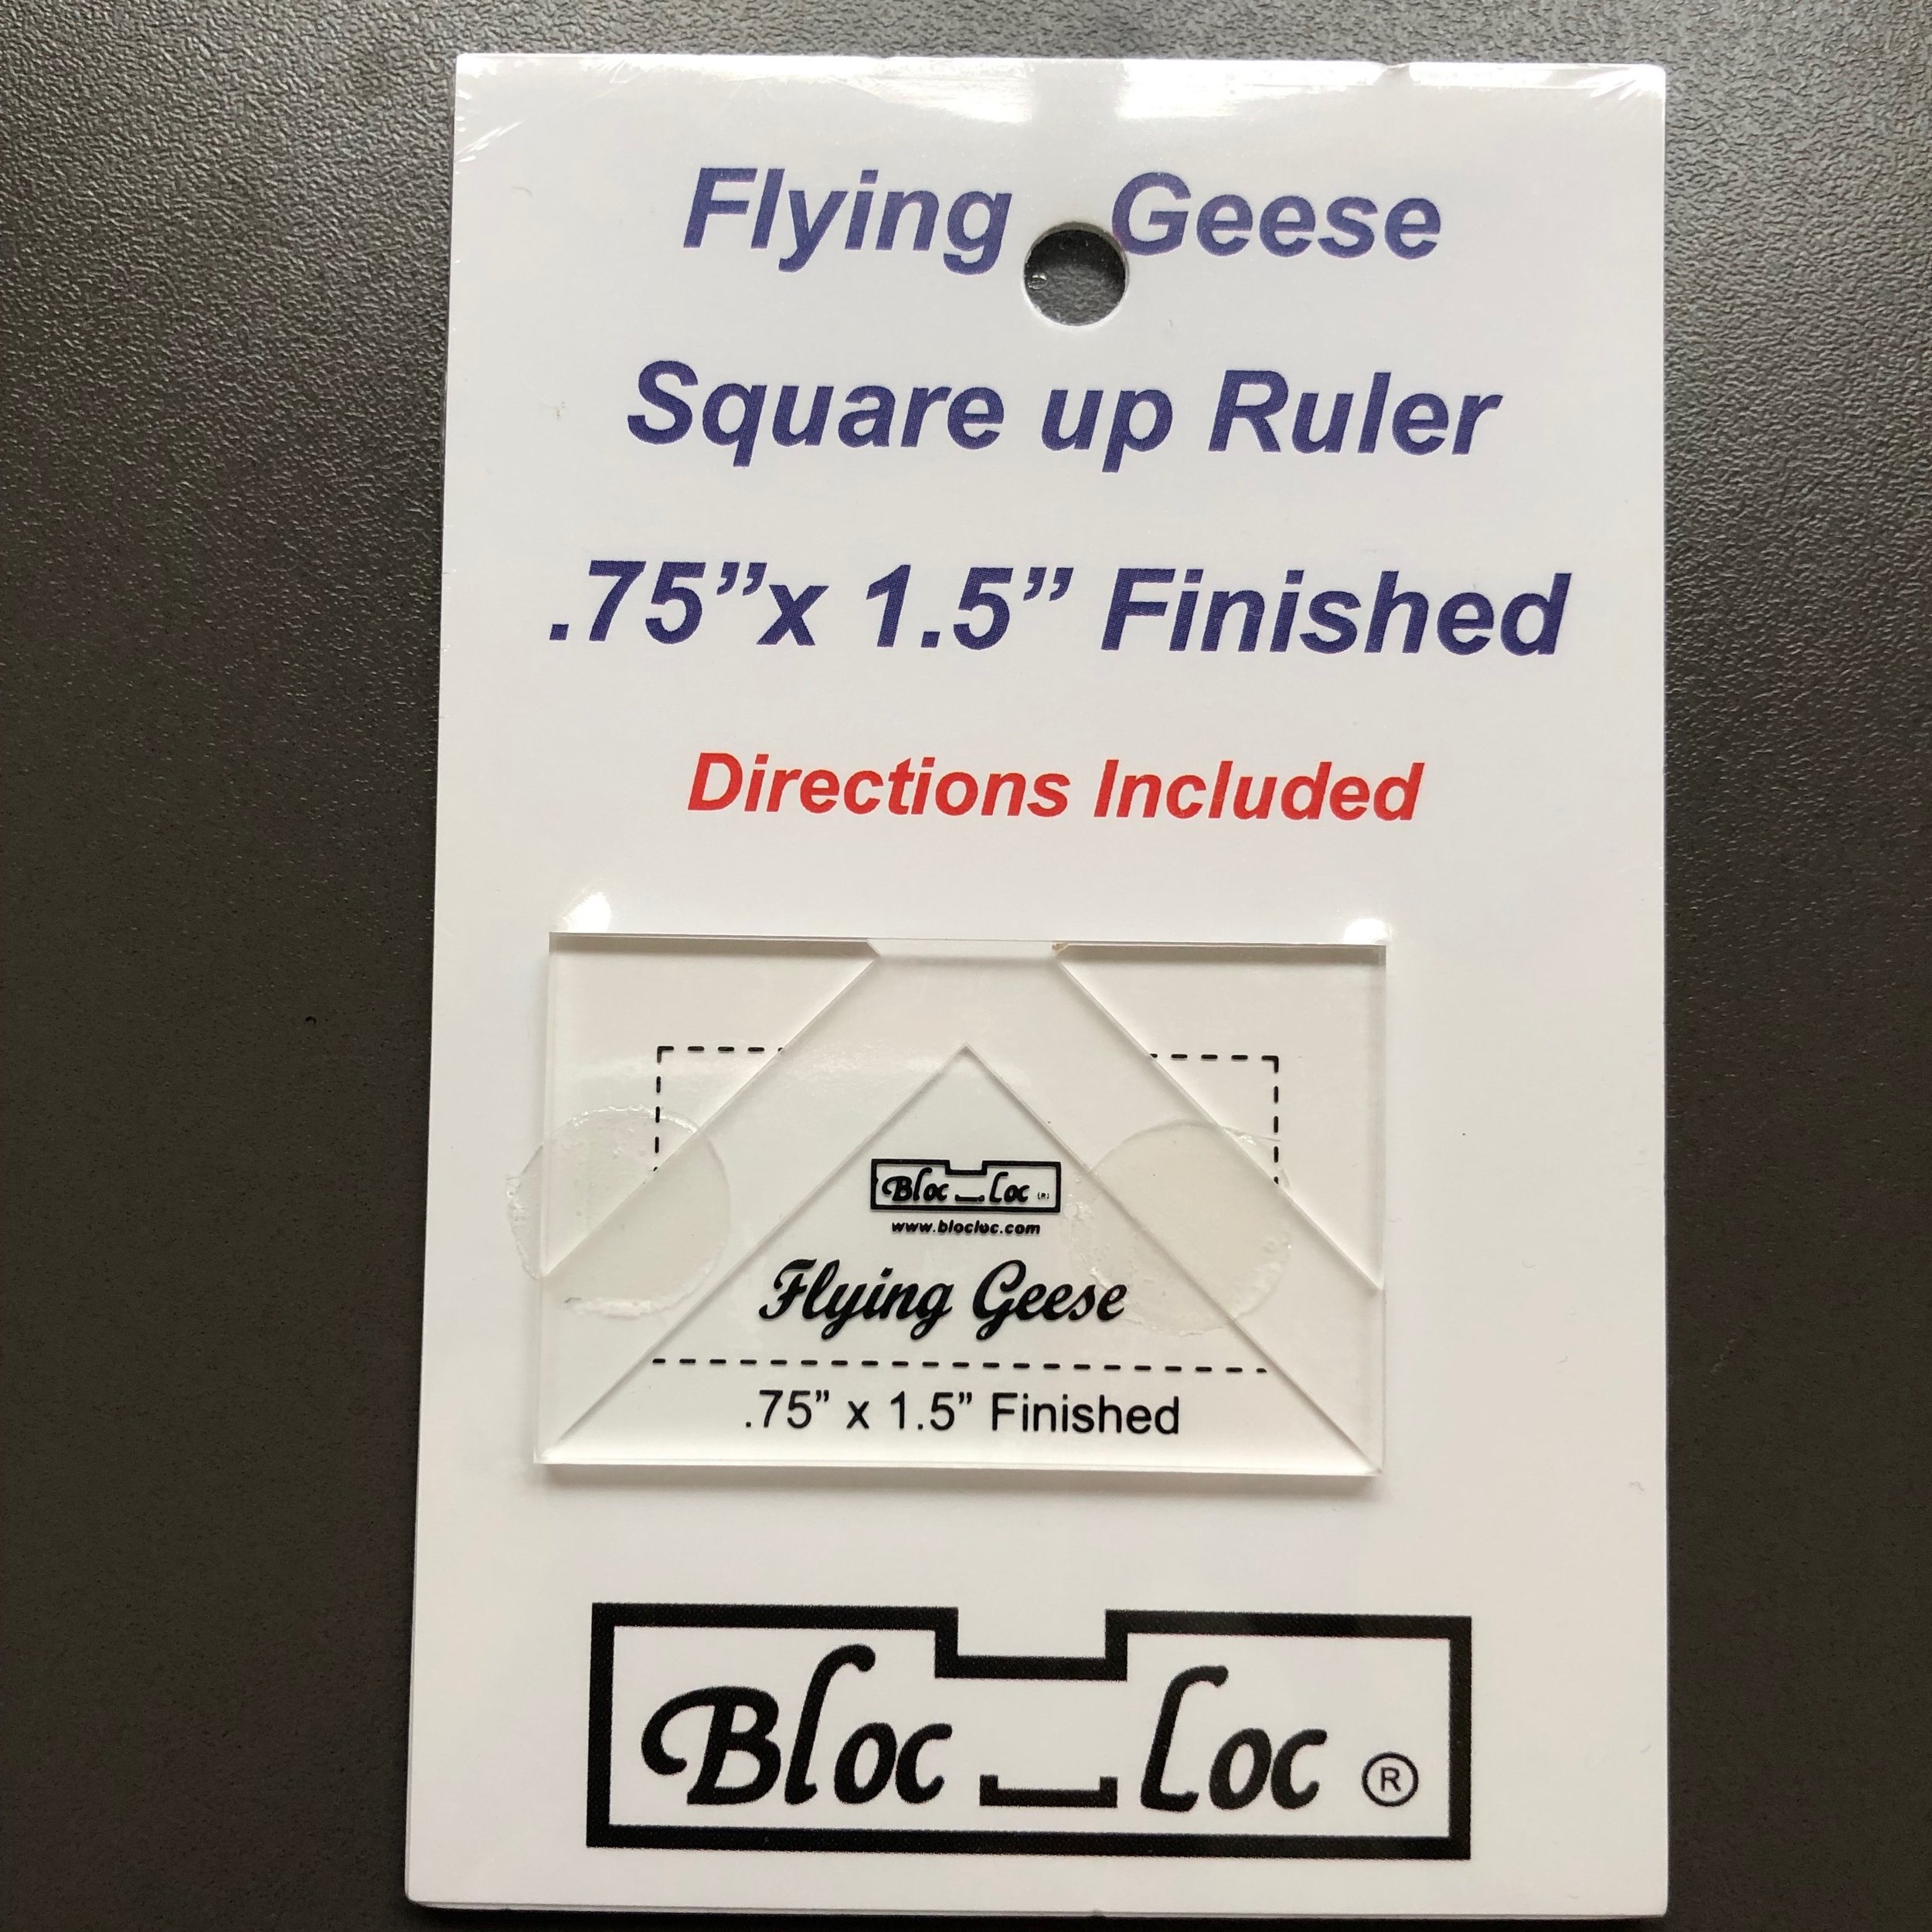 Flying Geese
Square up Ruler
.75”x 1.5” Finished
Directions Included
Bloc Loc (R)
www.blocloc.com
Flying Geese
.75” x 1.5” Finished
Bloc Loc ®